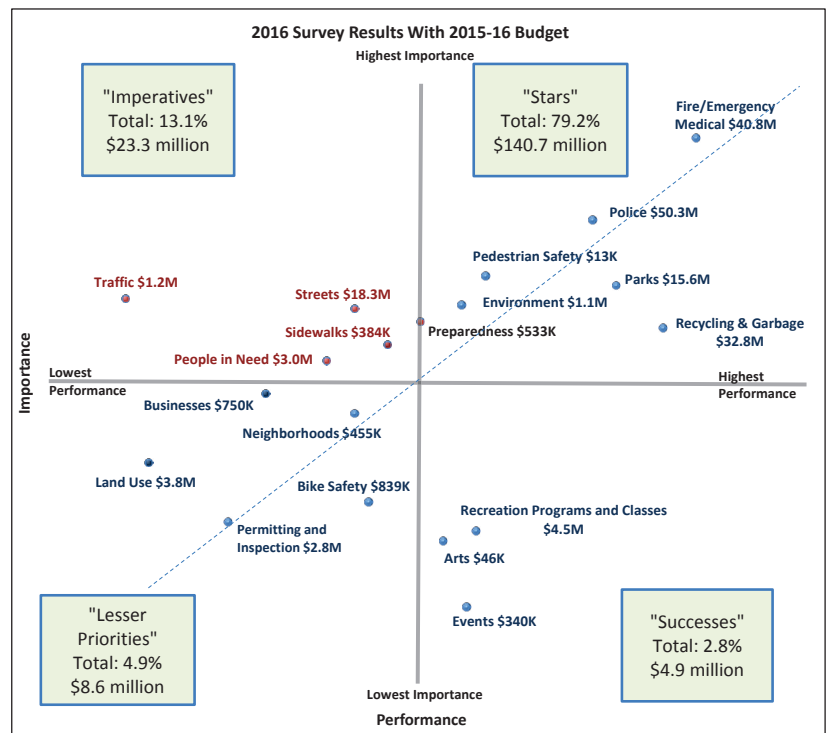 2016 Survey Results With 2015-16 Budget
Highest Importance
"Imperatives"
Total: 13.1%
$23.3 million
"Stars"
Total: 79.2%
$140.7 million
Fire/Emergency
Medical $40.8M
Police $50.3M
Pedestrian Safety $13K
Traffic $1.2M
Parks $15.6M
Streets $18.3M
Environment $1.1M
Sidewalks $384K
Preparedness $533K
Recycling & Garbage
$32.8M
People in Need $3.0M
Importance
Lowest
Performance
Highest
Performance
Businesses $750K
Neighborhoods $455K
Land Use $3.8M
Bike Safety $839K
Permitting and
Inspection $2.8M
Recreation Programs and Classes
$4.5M
Arts $46K
Events $340K
"Lesser
Priorities"
Total: 4.9%
$8.6 million
"Successes"
Total: 2.8%
$4.9 million
Lowest Importance
Performance